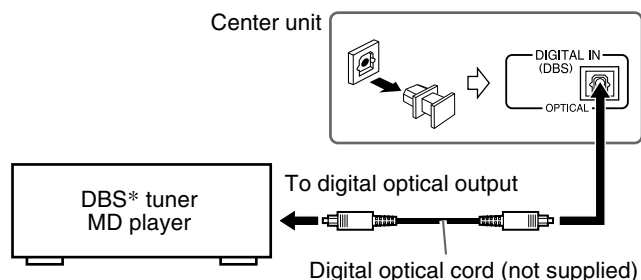 Center unit
DIGITAL IN
(DBS)
OPTICAL
To digital optical output
DBS* tuner
MD player
Digital optical cord (not supplied)